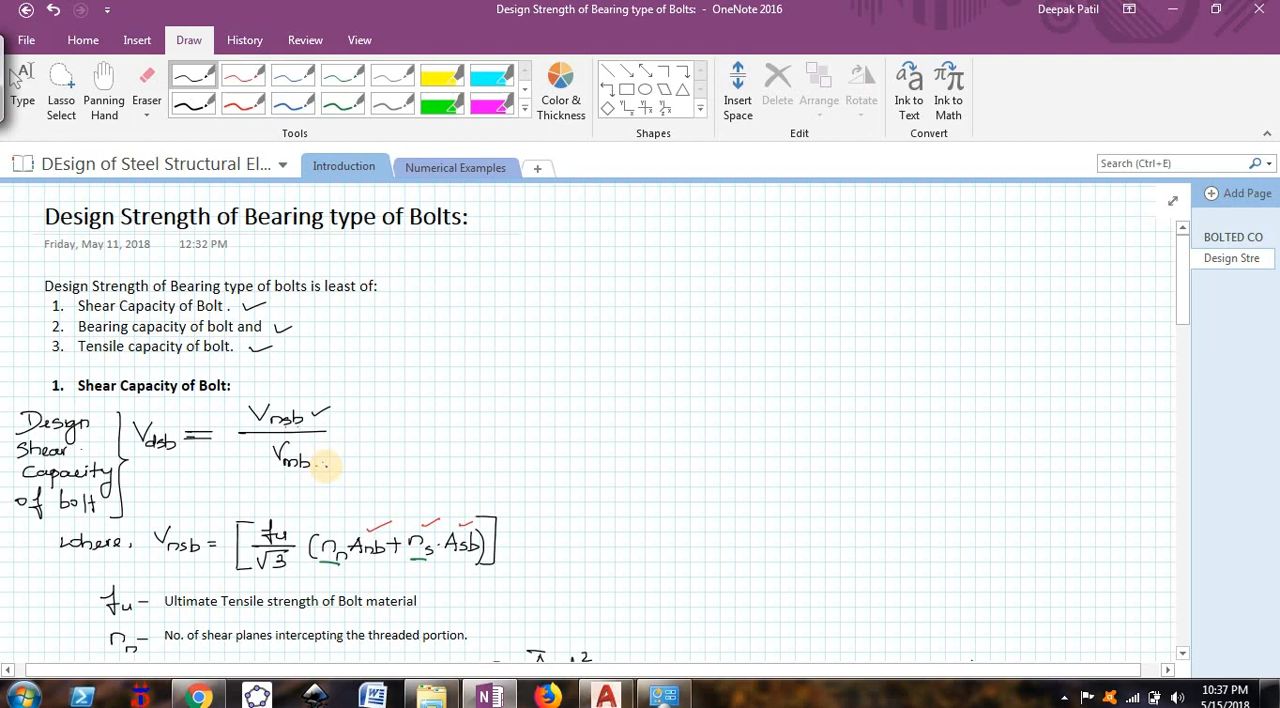 Design Strength of Bearing type of Bolts: - OneNote 2016
Deepak Patil
File Home Insert Draw History Review View
Type
Lasso Select
Panning Hand
Eraser
Color & Thickness
Insert Space
Delete
Arrange
Rotate
Ink to Text
Ink to Math
Tools
Shapes
Edit
Convert
DEsign of Steel Structural El...
Introduction
Numerical Examples
Search (Ctrl+E)
Add Page
BOLTED CO
Design Stre
Design Strength of Bearing type of Bolts:
Friday, May 11, 2018 12:32 PM
Design Strength of Bearing type of bolts is least of:
1. Shear Capacity of Bolt .
2. Bearing capacity of bolt and
3. Tensile capacity of bolt.
1. Shear Capacity of Bolt:
Design Shear Capacity of bolt } Vdsb = Vnsb / γmb
where, Vnsb = [fu/√3 (nn Anb + ns · Asb)]
fu – Ultimate Tensile strength of Bolt material
nn – No. of shear planes intercepting the threaded portion.
10:37 PM
5/15/2018